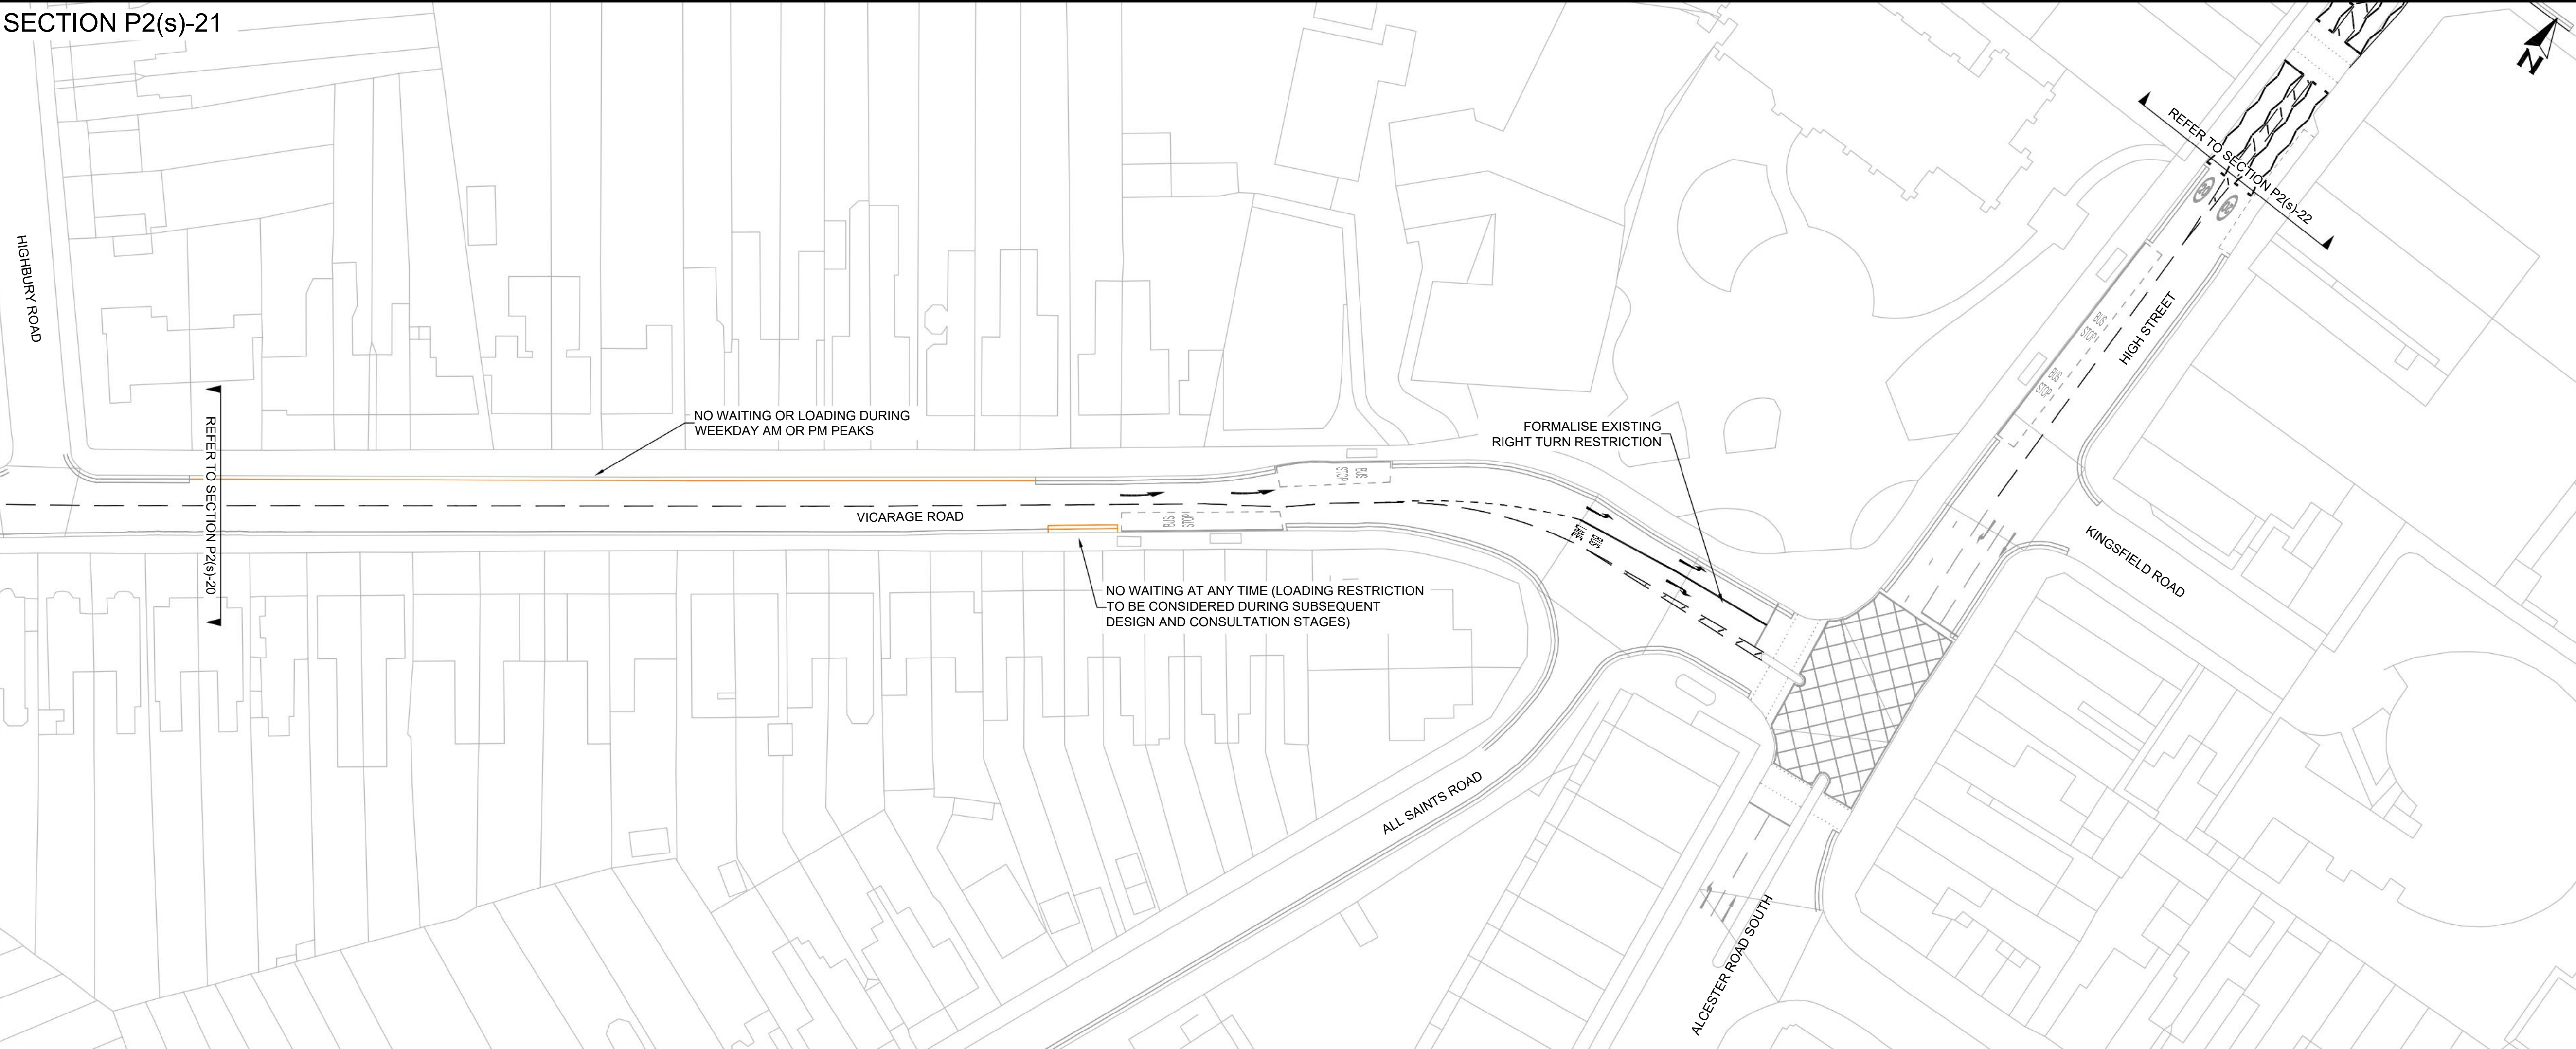 SECTION P2(s)-21
N
REFER TO SECTION P2(s)-22
HIGHBURY ROAD
BUS
STOP
BUS
STOP
HIGH STREET
REFER TO SECTION P2(s)-20
NO WAITING OR LOADING DURING
WEEKDAY AM OR PM PEAKS
FORMALISE EXISTING
RIGHT TURN RESTRICTION
BUS
STOP
VICARAGE ROAD
BUS
STOP
BUS
LANE
KINGSFIELD ROAD
NO WAITING AT ANY TIME (LOADING RESTRICTION
TO BE CONSIDERED DURING SUBSEQUENT
DESIGN AND CONSULTATION STAGES)
ALL SAINTS ROAD
ALCESTER ROAD SOUTH